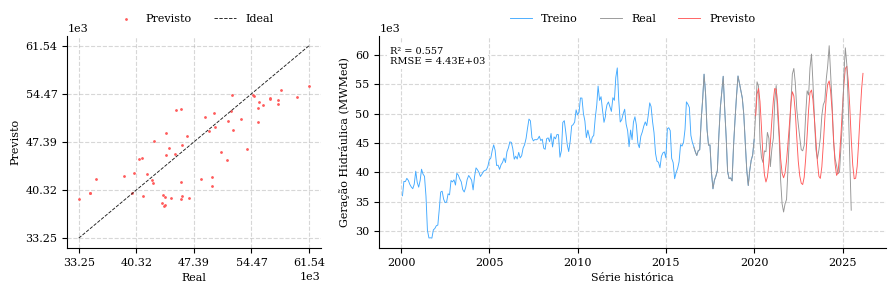 Previsto Ideal
1e3
61.54
54.47
47.39
40.32
33.25
Previsto
33.25 40.32 47.39 54.47 61.54
1e3
Real
Treino Real Previsto
1e3
R² = 0.557
RMSE = 4.43E+03
60
55
50
45
40
35
30
Geração Hidráulica (MWMed)
2000 2005 2010 2015 2020 2025
Série histórica